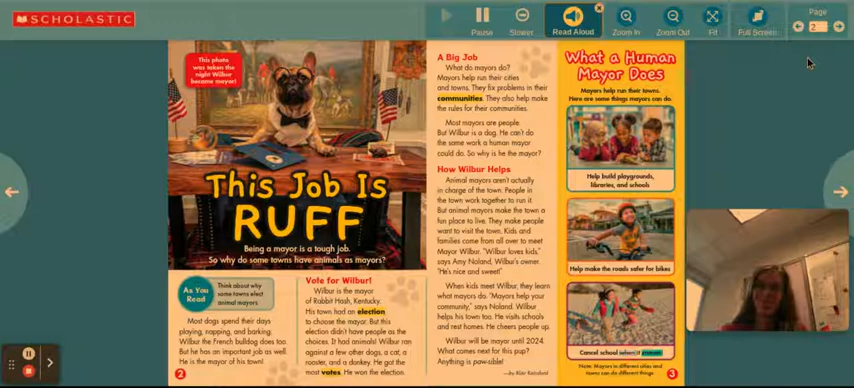 SCHOLASTIC
Pause
Slower
Read Aloud
Zoom In
Zoom Out
Fit
Full Screen
Page
2
This photo
was taken the
night Wilbur
became mayor!
This Job Is
RUFF
Being a mayor is a tough job.
So why do some towns have animals as mayors?
As You
Read
Think about why
some towns elect
animal mayors
Most dogs spend their days
playing, napping, and barking.
Wilbur the French bulldog does too.
But he has an important job as well.
He is the mayor of his town!
2
Vote for Wilbur!
Wilbur is the mayor
of Rabbit Hash, Kentucky.
His town had an election
to choose the mayor. But this
election didn't have people as the
choices. It had animals! Wilbur ran
against a few other dogs, a cat, a
rooster, and a donkey. He got the
most votes. He won the election.
A Big Job
What do mayors do?
Mayors help run their cities
and towns. They fix problems in their
communities. They also help make
the rules for their communities.
Most mayors are people.
But Wilbur is a dog. He can't do
the same work a human mayor
could do. So why is he the mayor?
How Wilbur Helps
Animal mayors aren't actually
in charge of the town. People in
the town work together to run it.
But animal mayors make the town a
fun place to live. They make people
want to visit the town. Kids and
families come from all over to meet
Mayor Wilbur. "Wilbur loves kids,"
says Amy Noland, Wilbur's owner.
"He's nice and sweet!"
When kids meet Wilbur, they learn
what mayors do. "Mayors help your
community," says Noland. Wilbur
helps his town too. He visits schools
and rest homes. He cheers people up.
Wilbur will be mayor until 2024.
What comes next for this pup?
Anything is paw-sible!
What a Human
Mayor Does
Mayors help run their towns.
Here are some things mayors can do.
Help build playgrounds,
libraries, and schools
Help make the roads safer for bikes
Cancel school when it
Note: Mayors in different cities and
towns can do different things.
3